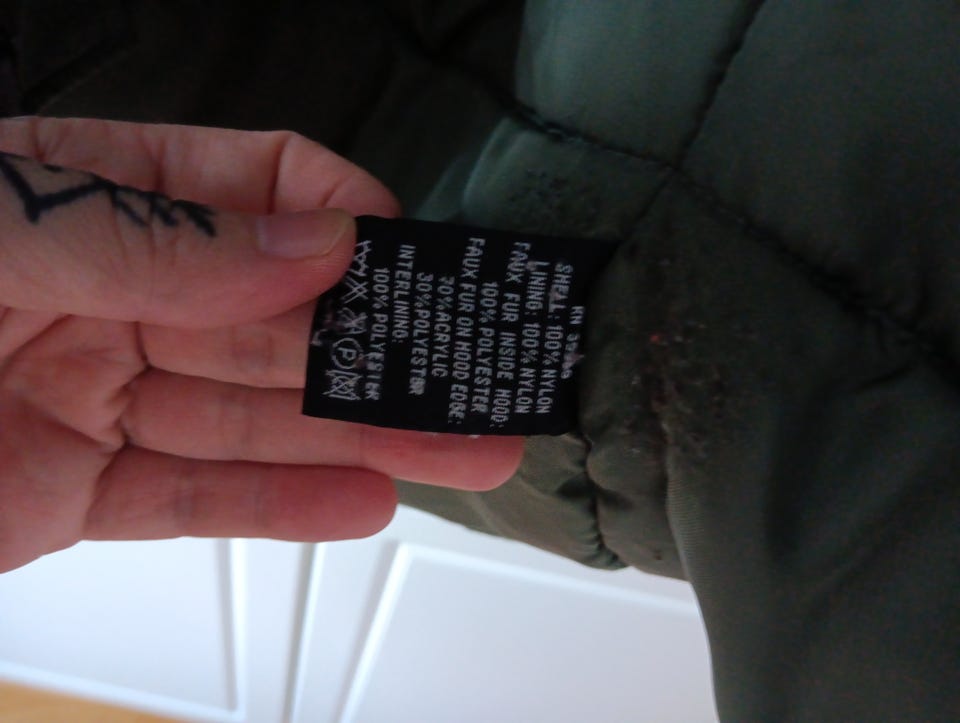 RN
SHELL: 100% NYLON
LINING: 100% NYLON
FAUX FUR INSIDE HOOD:
100% POLYESTER
FAUX FUR ON HOOD EDGE:
70% ACRYLIC
30% POLYESTER
INTERLINING:
100% POLYESTER
P